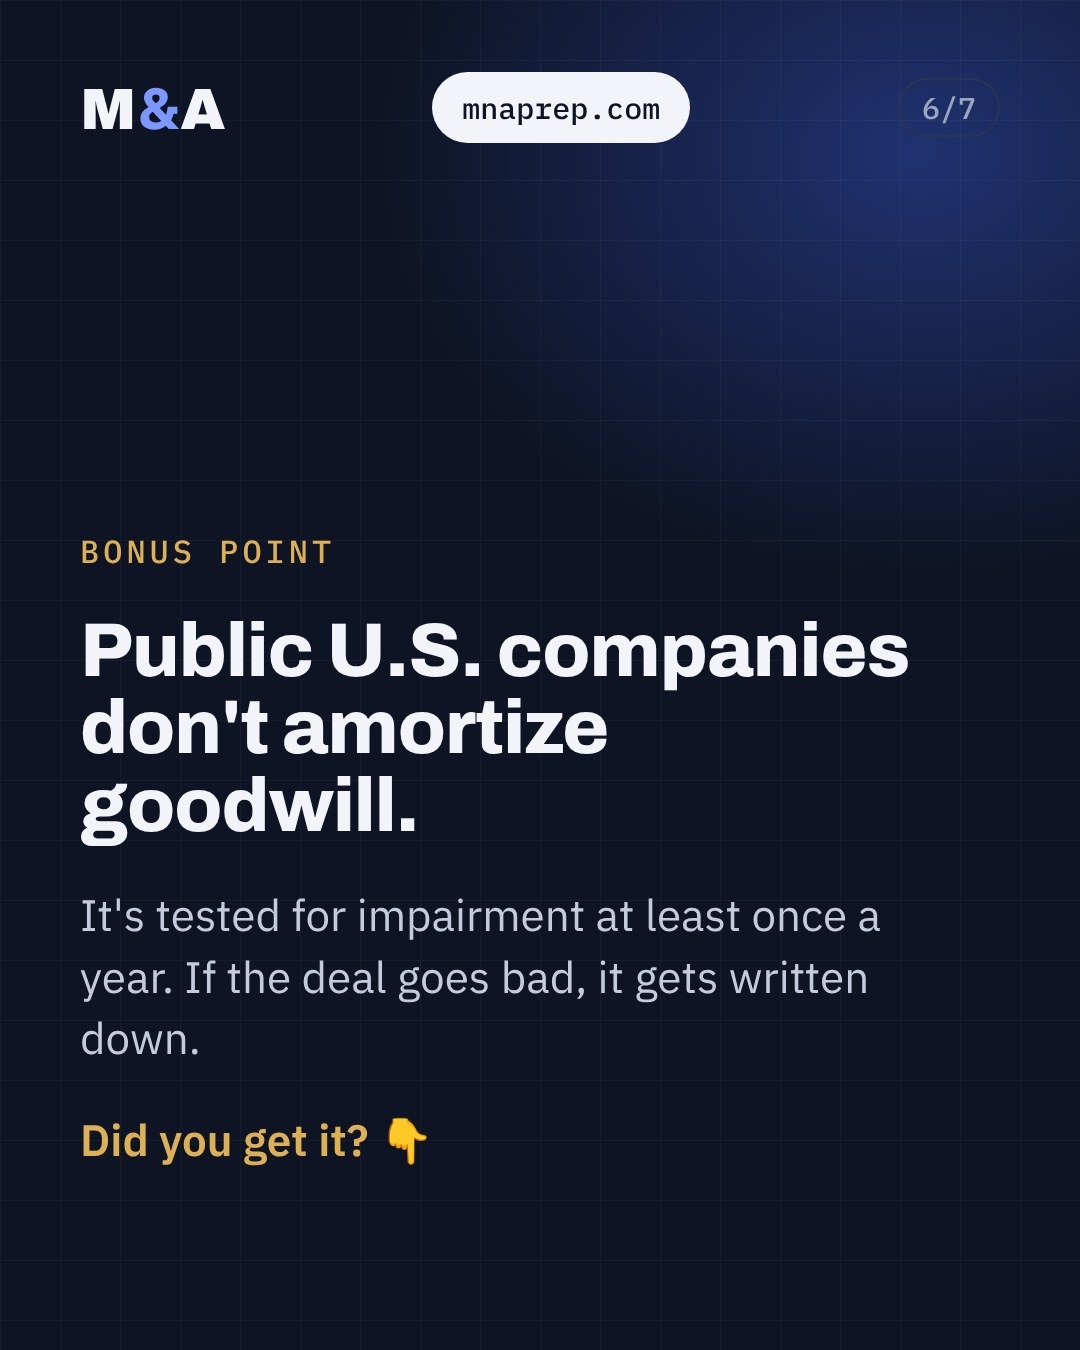 M&A
mnaprep.com
6/7
BONUS POINT
Public U.S. companies
don't amortize
goodwill.
It's tested for impairment at least once a
year. If the deal goes bad, it gets written
down.
Did you get it? 👇